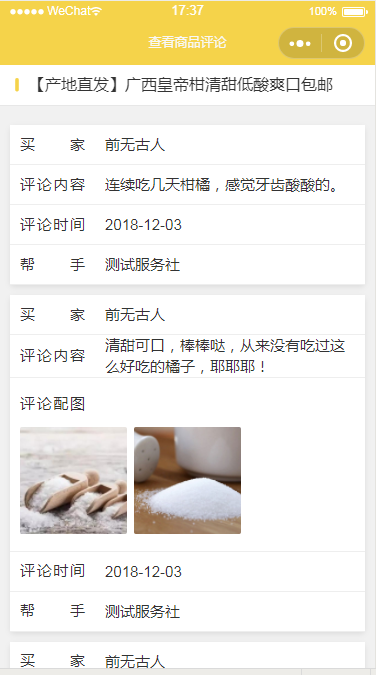 WeChat 17:37 100%
查看商品评论
【产地直发】广西皇帝柑清甜低酸爽口包邮
买 家 前无古人
评论内容 连续吃几天柑橘，感觉牙齿酸酸的。
评论时间 2018-12-03
帮 手 测试服务社
买 家 前无古人
评论内容 清甜可口，棒棒哒，从来没有吃过这
么好吃的橘子，耶耶耶！
评论配图
评论时间 2018-12-03
帮 手 测试服务社
买 家 前无古人